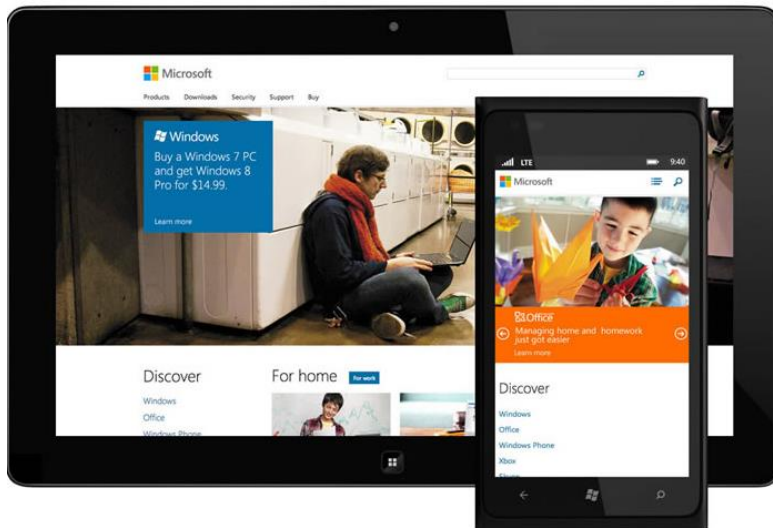 Microsoft
Products Downloads Security Support Buy
Windows
Buy a Windows 7 PC
and get Windows 8
Pro for $14.99.
Learn more
Discover
Windows
Office
Windows Phone
For home For work
LTE 9:40
Microsoft
Office
Managing home and homework
just got easier
Learn more
Discover
Windows
Office
Windows Phone
Xbox
Skype